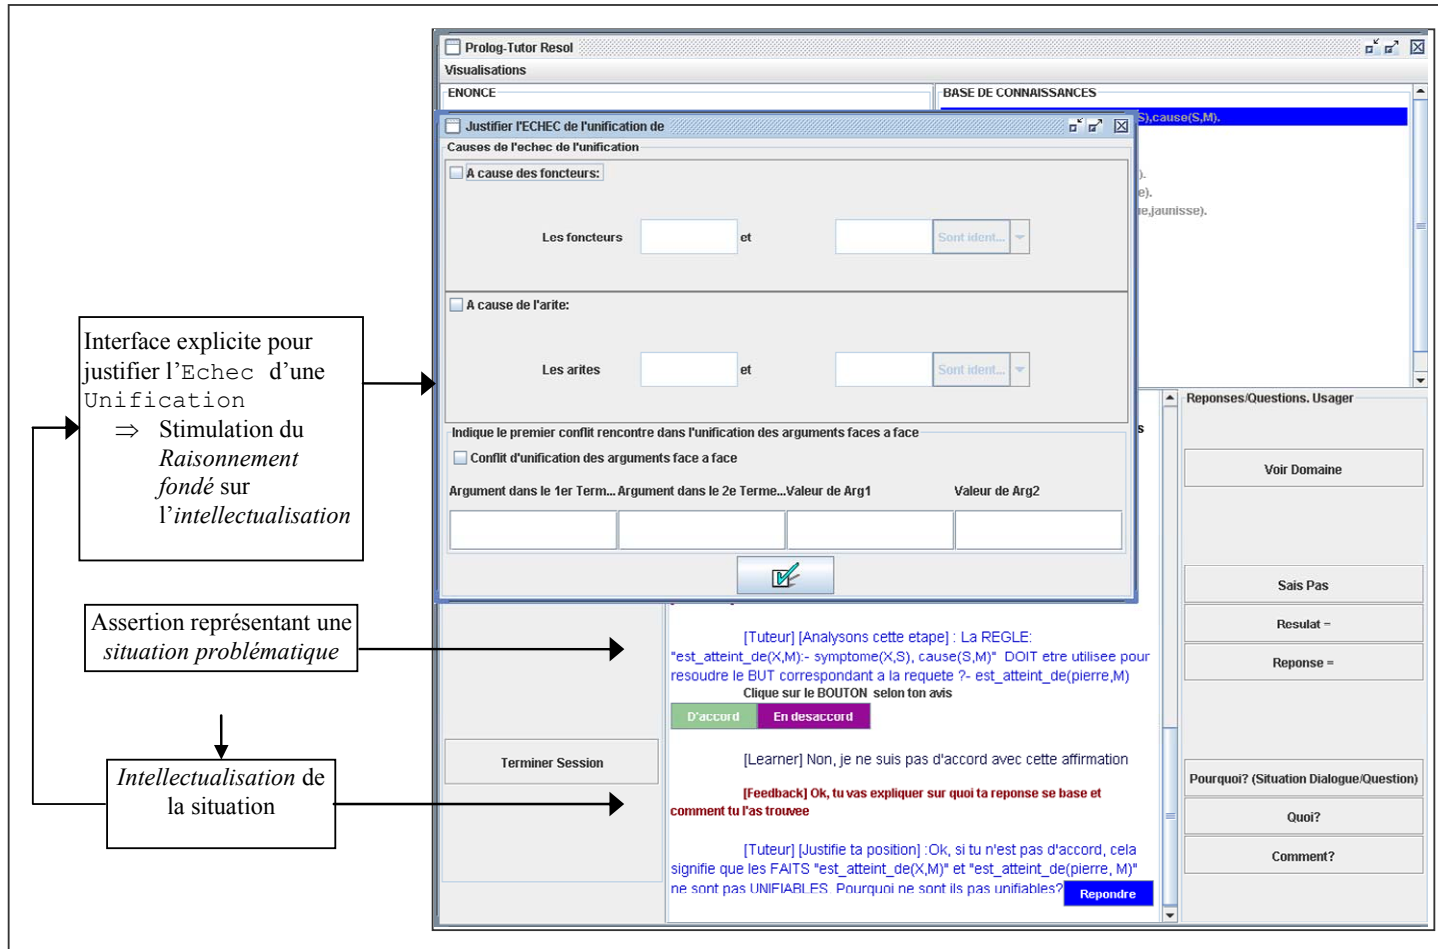 Prolog-Tutor Resol
Visualisations
ENONCE
BASE DE CONNAISSANCES
S),cause(S,M).
).
e).
ue,jaunisse).
Justifier l'ECHEC de l'unification de
Causes de l'echec de l'unification
A cause des foncteurs:
Les foncteurs
et
Sont ident...
A cause de l'arite:
Les arites
et
Sont ident...
Indique le premier conflit rencontre dans l'unification des arguments faces a face
Conflit d'unification des arguments face a face
Argument dans le 1er Term...
Argument dans le 2e Terme...
Valeur de Arg1
Valeur de Arg2
Interface explicite pour
justifier l'Echec d'une
Unification
⇒ Stimulation du
Raisonnement
fondé sur
l'intellectualisation
Assertion représentant une
situation problématique
Intellectualisation de
la situation
Terminer Session
s
[Tuteur] [Analysons cette etape] : La REGLE:
"est_atteint_de(X,M):- symptome(X,S), cause(S,M)" DOIT etre utilisee pour
resoudre le BUT correspondant a la requete ?- est_atteint_de(pierre,M)
Clique sur le BOUTON selon ton avis
D'accord
En desaccord
[Learner] Non, je ne suis pas d'accord avec cette affirmation
[Feedback] Ok, tu vas expliquer sur quoi ta reponse se base et
comment tu l'as trouvee
[Tuteur] [Justifie ta position] :Ok, si tu n'est pas d'accord, cela
signifie que les FAITS "est_atteint_de(X,M)" et "est_atteint_de(pierre, M)"
ne sont pas UNIFIABLES. Pourquoi ne sont ils pas unifiables?
Repondre
Reponses/Questions. Usager
Voir Domaine
Sais Pas
Resulat =
Reponse =
Pourquoi? (Situation Dialogue/Question)
Quoi?
Comment?